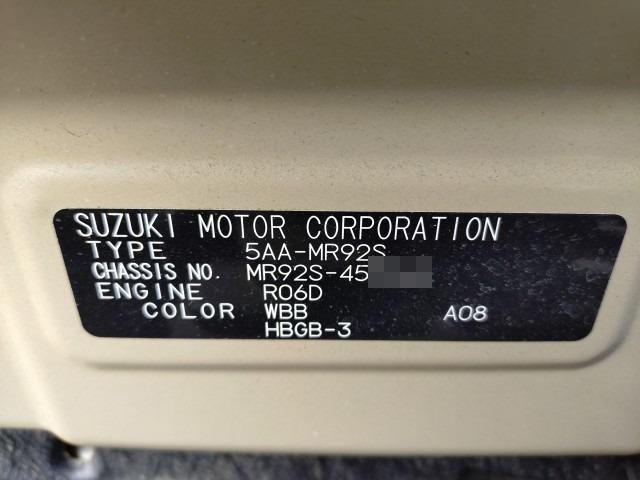 SUZUKI MOTOR CORPORATION
TYPE 5AA-MR92S
CHASSIS NO. MR92S-45
ENGINE R06D
COLOR WBB A08
HBGB-3